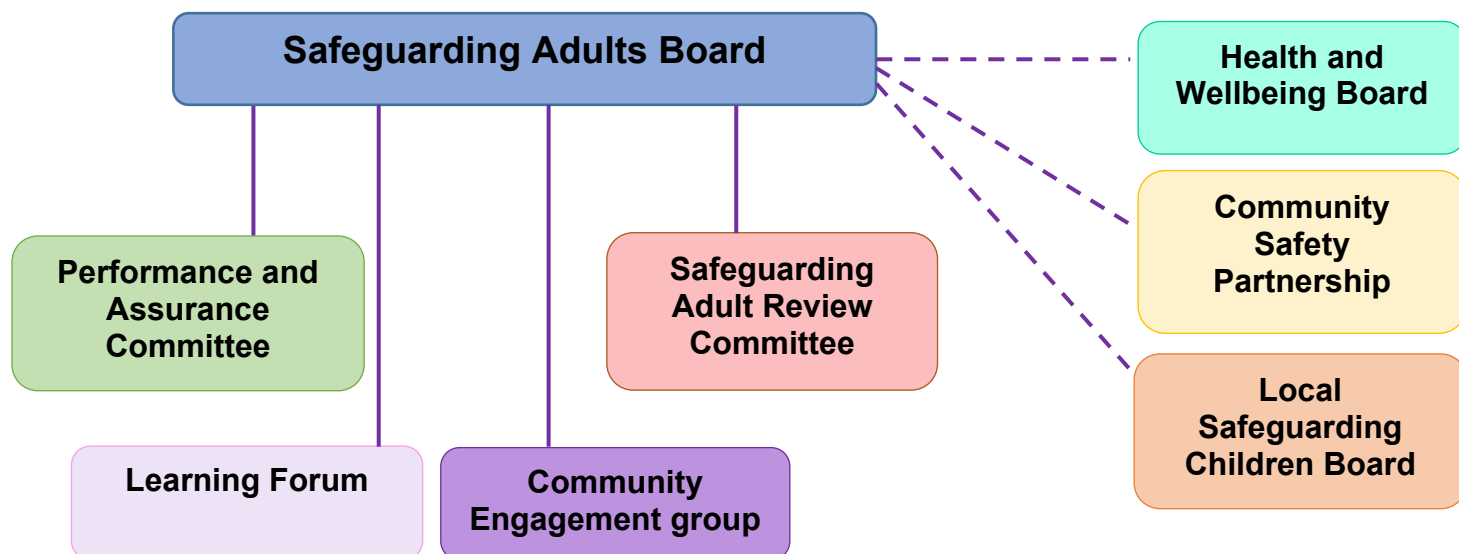 Safeguarding Adults Board
Health and
Wellbeing Board
Community
Safety
Partnership
Performance and
Assurance
Committee
Safeguarding
Adult Review
Committee
Local
Safeguarding
Children Board
Learning Forum
Community
Engagement group